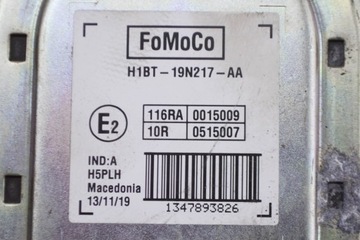 FoMoCo
H1BT-19N217-AA
E2
116RA 0015009
10R 0515007
IND:A
H5PLH
Macedonia
13/11/19
1347893826